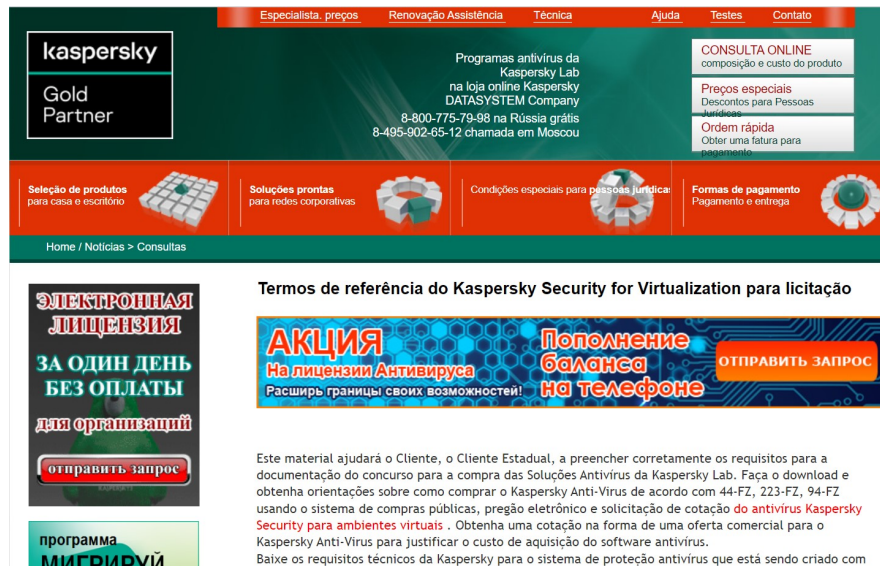 Especialista. preços Renovação Assistência Técnica Ajuda Testes Contato
kaspersky
Gold
Partner
Programas antivírus da
Kaspersky Lab
na loja online Kaspersky
DATASYSTEM Company
8-800-775-79-98 na Rússia grátis
8-495-902-65-12 chamada em Moscou
CONSULTA ONLINE
composição e custo do produto
Preços especiais
Descontos para Pessoas
Jurídicas
Ordem rápida
Obter uma fatura para
pagamento
Seleção de produtos
para casa e escritório
Soluções prontas
para redes corporativas
Condições especiais para pessoas jurídicas
Formas de pagamento
Pagamento e entrega
Home / Notícias > Consultas
ЭЛЕКТРОННАЯ
ЛИЦЕНЗИЯ
ЗА ОДИН ДЕНЬ
БЕЗ ОПЛАТЫ
для организаций
отправить запрос
программа
МИГРИРУЙ
Termos de referência do Kaspersky Security for Virtualization para licitação
АКЦИЯ
На лицензии Антивируса
Расширь границы своих возможностей!
Пополнение
баланса
на телефоне
ОТПРАВИТЬ ЗАПРОС
Este material ajudará o Cliente, o Cliente Estadual, a preencher corretamente os requisitos para a
documentação do concurso para a compra das Soluções Antivírus da Kaspersky Lab. Faça o download e
obtenha orientações sobre como comprar o Kaspersky Anti-Virus de acordo com 44-FZ, 223-FZ, 94-FZ
usando o sistema de compras públicas, pregão eletrônico e solicitação de cotação do antivírus Kaspersky
Security para ambientes virtuais . Obtenha uma cotação na forma de uma oferta comercial para o
Kaspersky Anti-Virus para justificar o custo de aquisição do software antivírus.
Baixe os requisitos técnicos da Kaspersky para o sistema de proteção antivírus que está sendo criado com